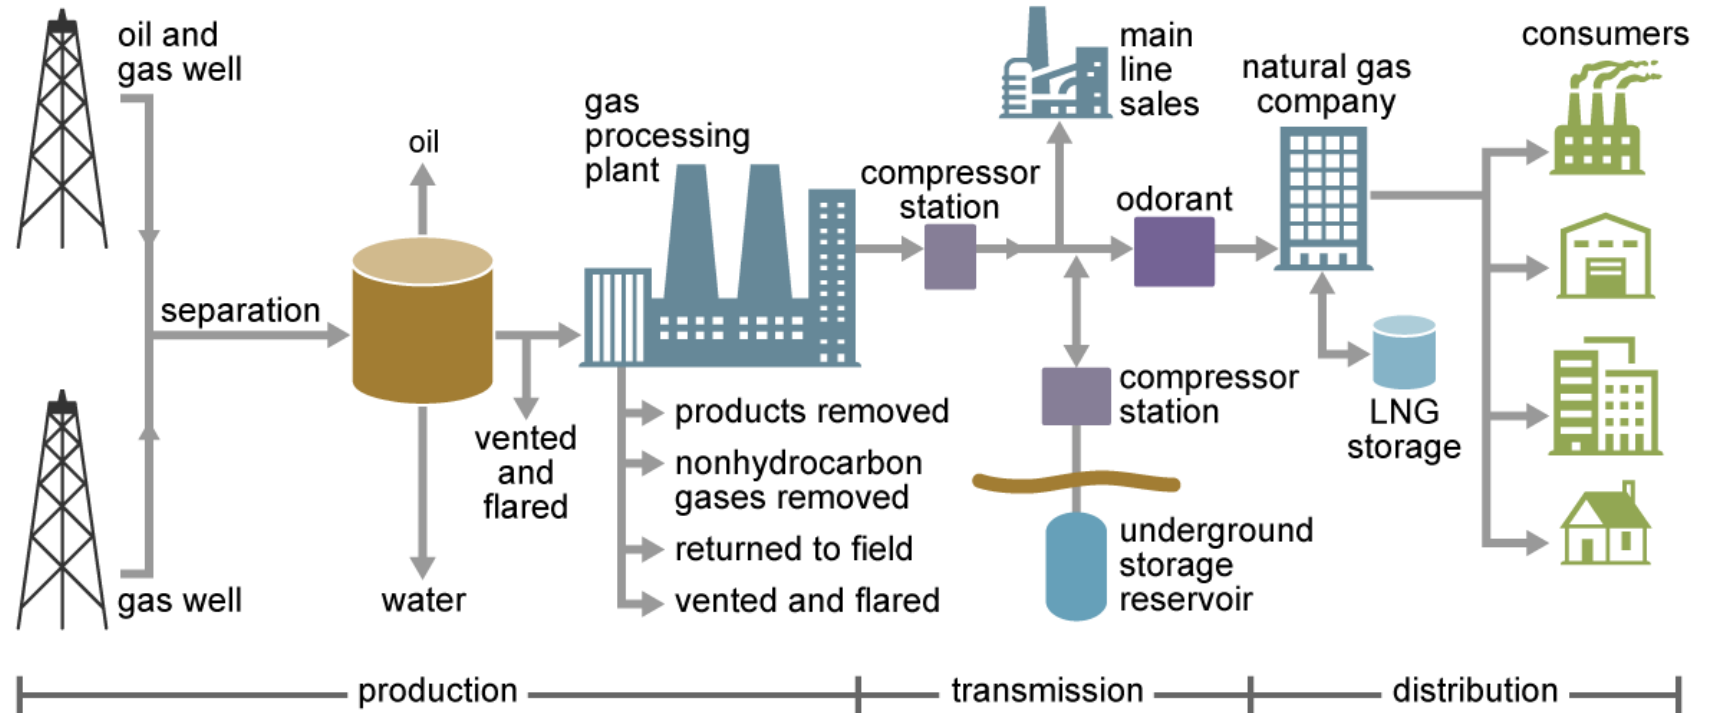 oil and
gas well
separation
gas well
oil
water
vented
and
flared
gas
processing
plant
products removed
nonhydrocarbon
gases removed
returned to field
vented and flared
compressor
station
main
line
sales
odorant
compressor
station
underground
storage
reservoir
natural gas
company
LNG
storage
consumers
production
transmission
distribution